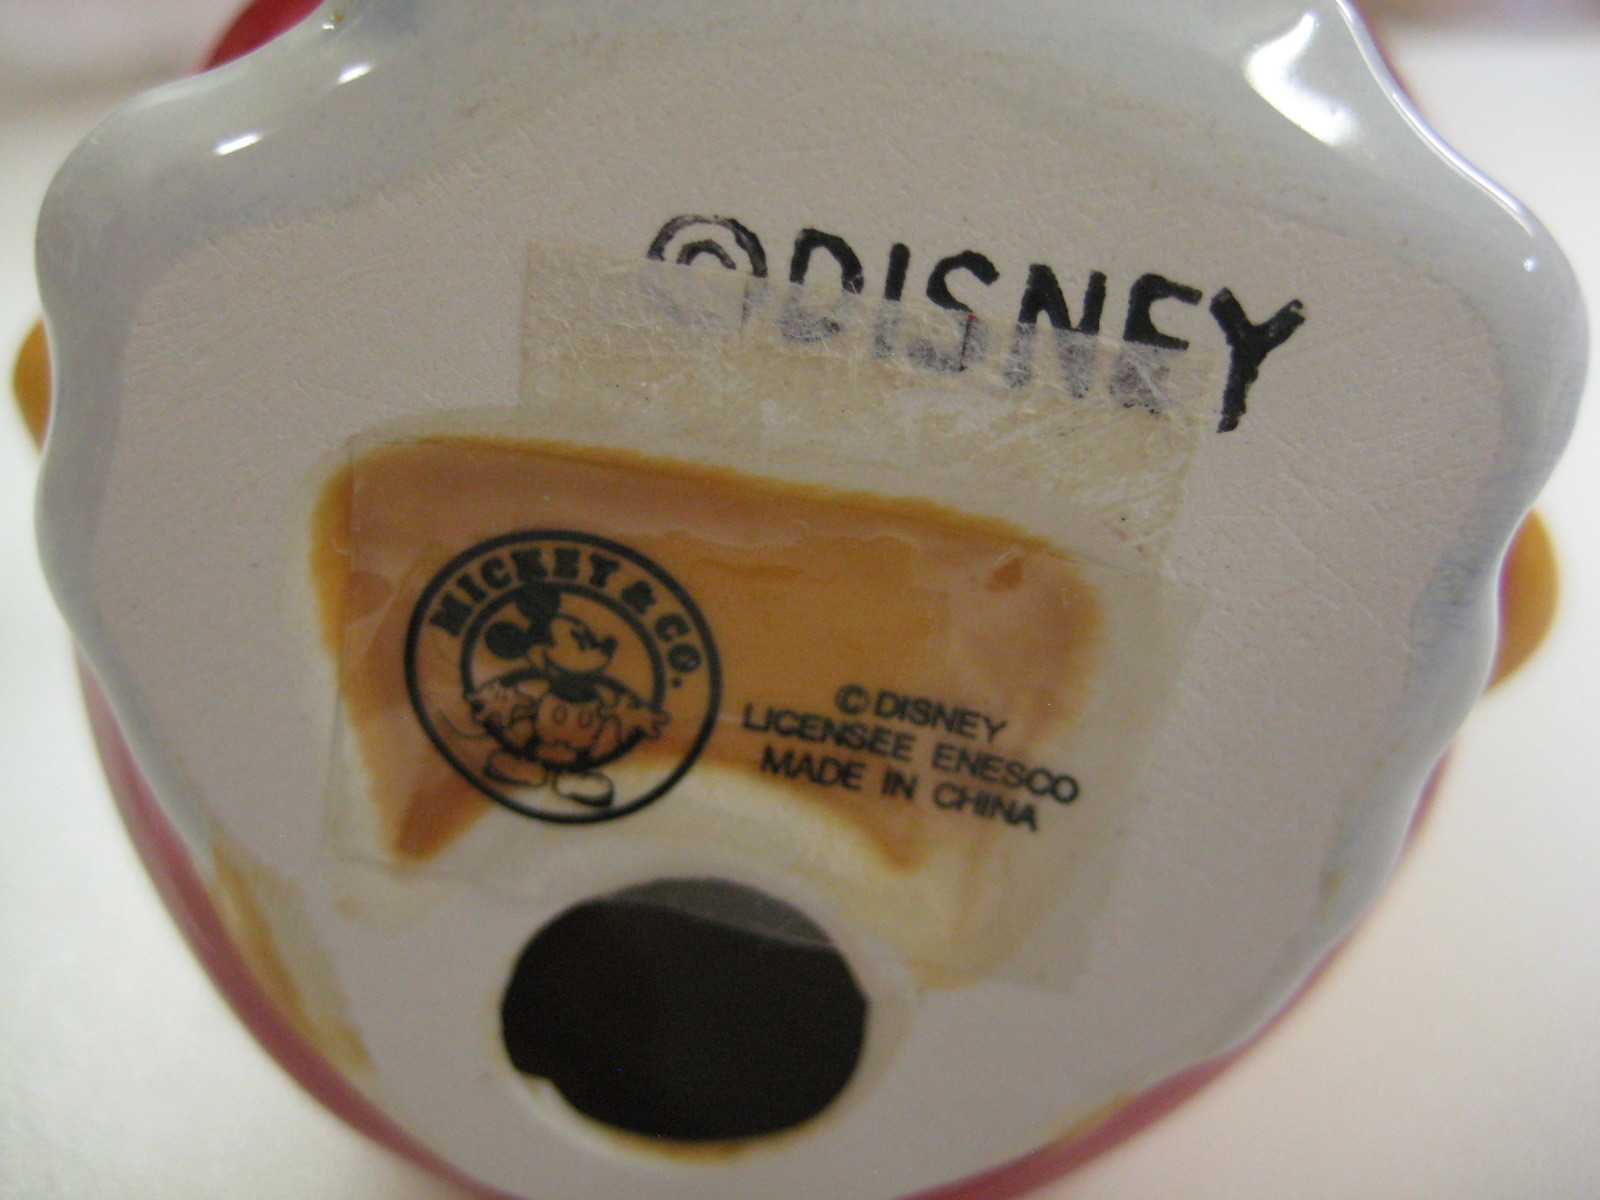 ©DISNEY
MICKEY & CO.
© DISNEY
LICENSEE ENESCO
MADE IN CHINA